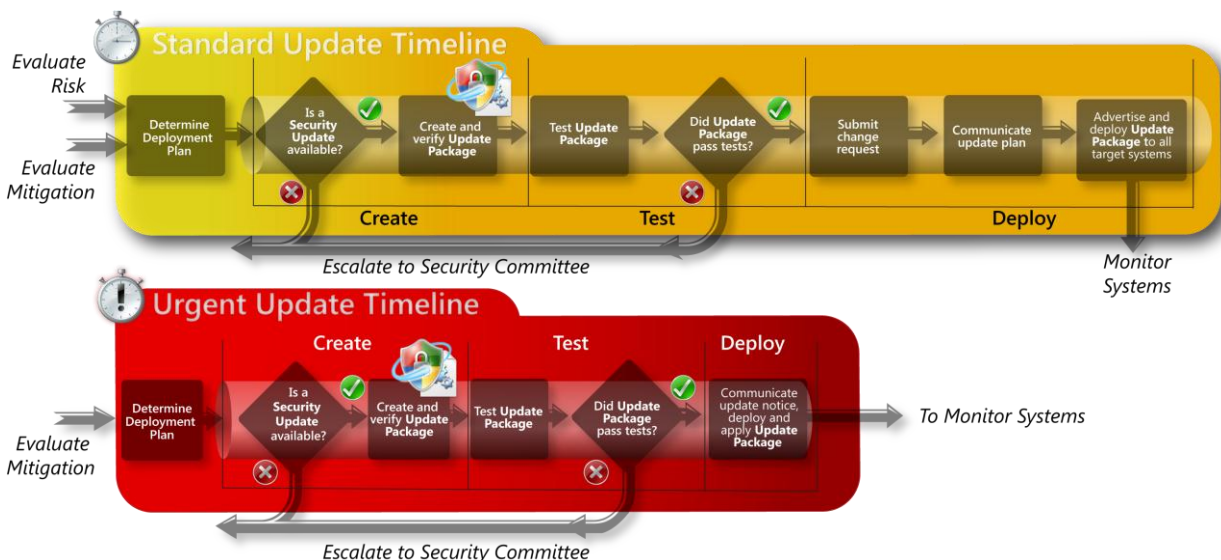 Standard Update Timeline
Evaluate
Risk
Evaluate
Mitigation
Determine
Deployment
Plan
Is a
Security
Update
available?
Create and
verify Update
Package
Test Update
Package
Did Update
Package
pass tests?
Submit
change
request
Communicate
update plan
Advertise and
deploy Update
Package to all
target systems
Create
Test
Deploy
Escalate to Security Committee
Monitor
Systems
Urgent Update Timeline
Create
Test
Deploy
Evaluate
Mitigation
Determine
Deployment
Plan
Is a
Security
Update
available?
Create and
verify Update
Package
Test Update
Package
Did Update
Package
pass tests?
Communicate
update notice,
deploy and
apply Update
Package
To Monitor Systems
Escalate to Security Committee